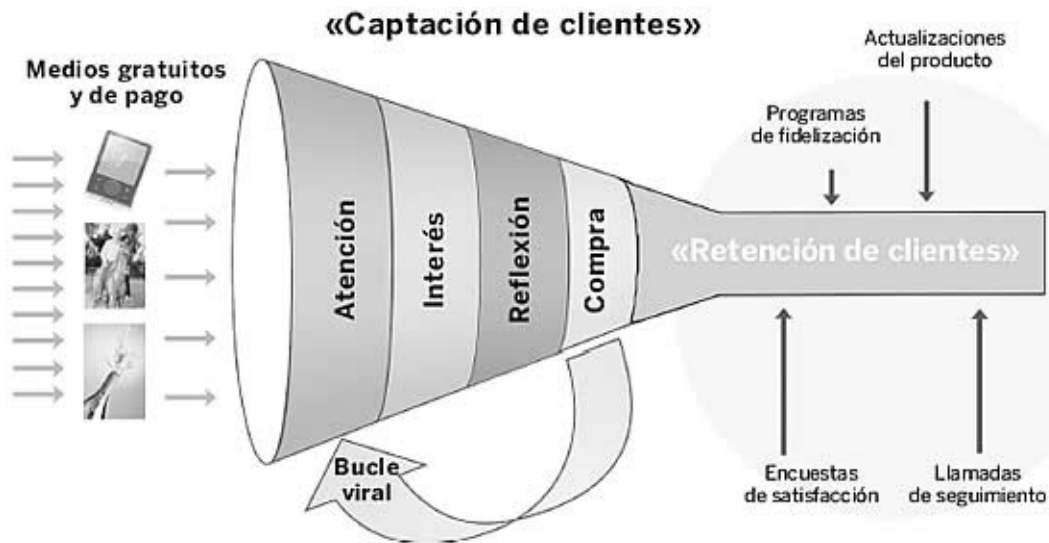 «Captación de clientes»
Medios gratuitos
y de pago
Atención
Interés
Reflexión
Compra
Bucle
viral
«Retención de clientes»
Programas
de fidelización
Actualizaciones
del producto
Encuestas
de satisfacción
Llamadas
de seguimiento